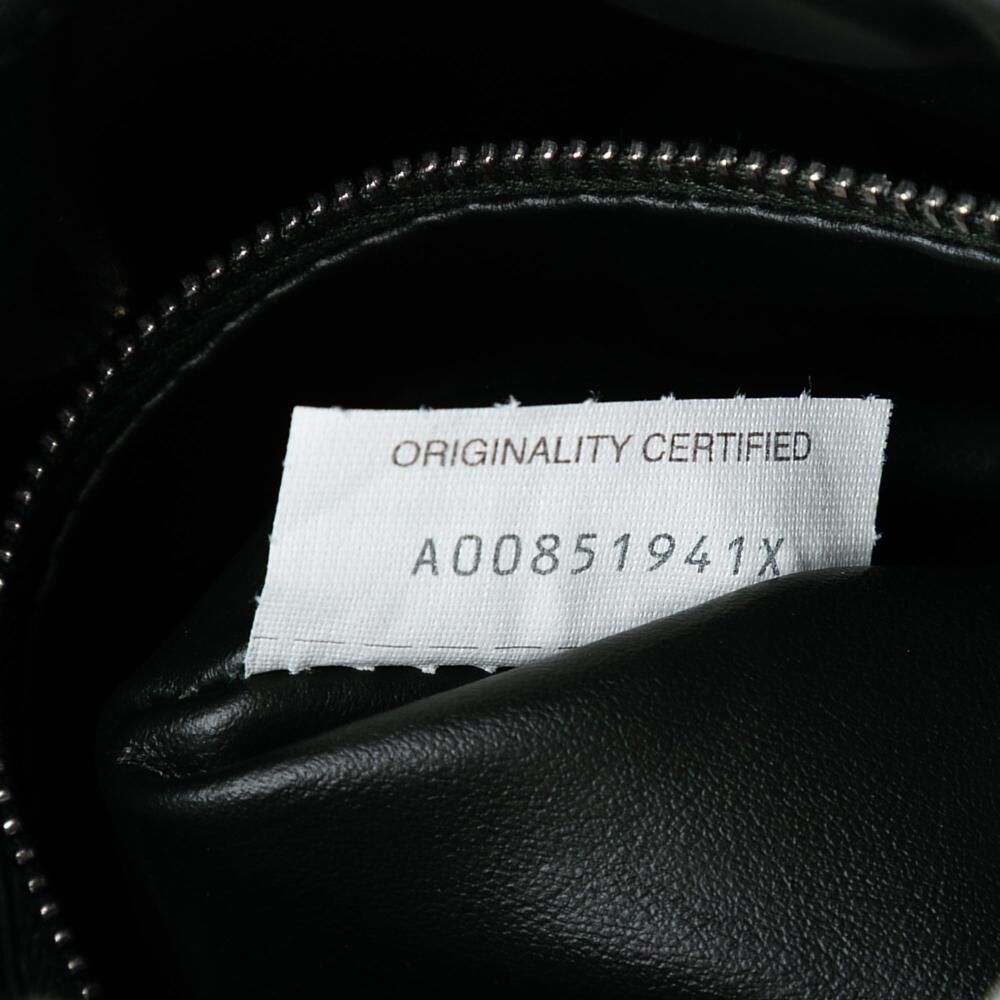 ORIGINALITY CERTIFIED
A00851941X